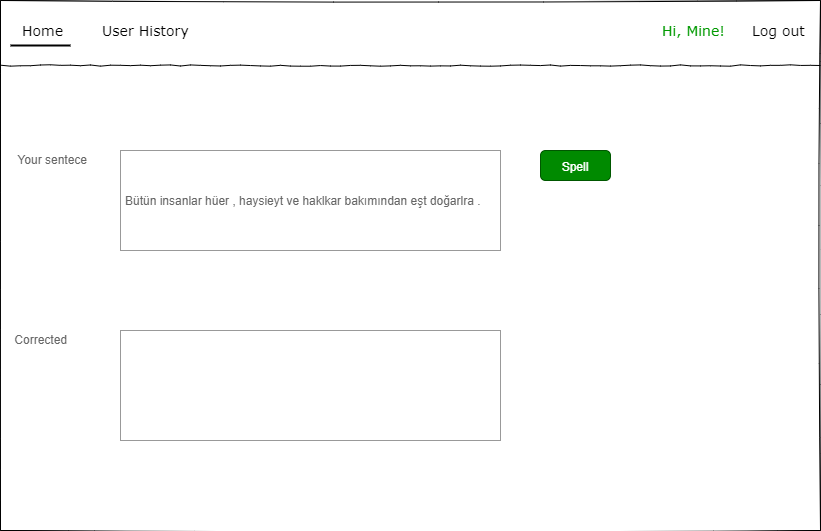 Home User History Hi, Mine! Log out
Your sentece
Bütün insanlar hüer , haysieyt ve haklkar bakımından eşt doğarlra .
Spell
Corrected